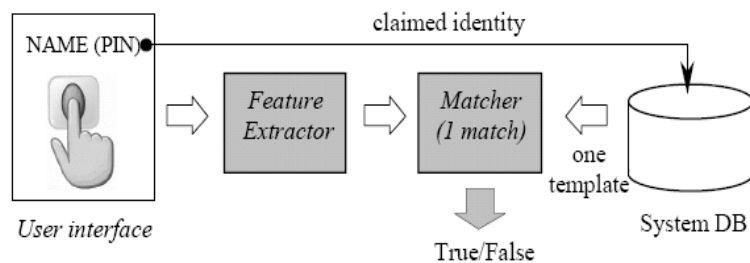 claimed identity
NAME (PIN)
Feature
Extractor
Matcher
(1 match)
one
template
User interface
System DB
True/False